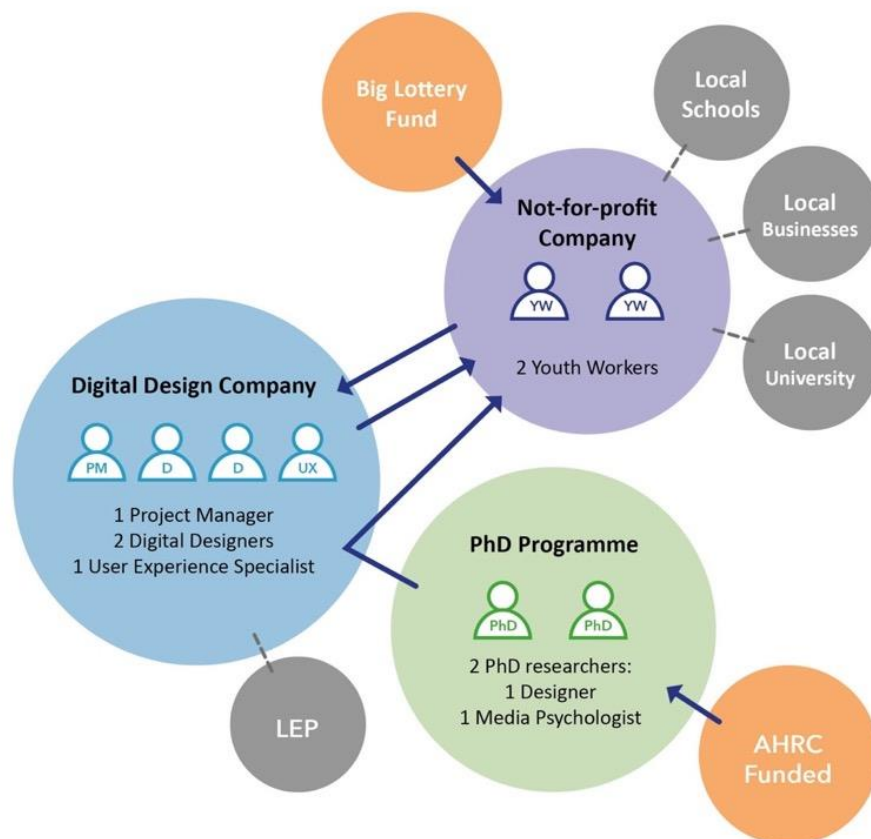 Big Lottery
Fund
Local
Schools
Not-for-profit
Company
YW
YW
2 Youth Workers
Local
Businesses
Local
University
Digital Design Company
PM
D
D
UX
1 Project Manager
2 Digital Designers
1 User Experience Specialist
PhD Programme
PhD
PhD
2 PhD researchers:
1 Designer
1 Media Psychologist
LEP
AHRC
Funded